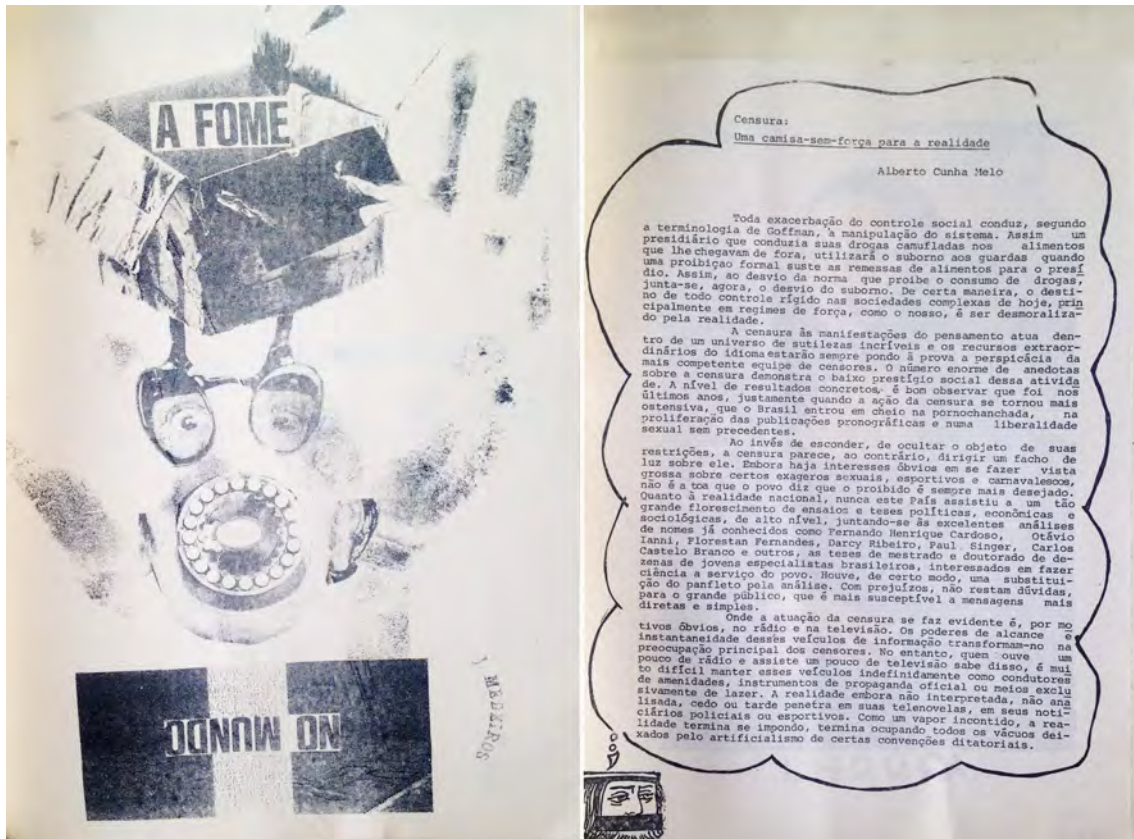 A FOME
NO MUNDO
J MEDEIROS
Censura:
Uma camisa-sem-força para a realidade
Alberto Cunha Melo
Toda exacerbação do controle social conduz, segundo
a terminologia de Goffman, à manipulação do sistema. Assim um
presidiário que conduzia suas drogas camufladas nos alimentos
que lhe chegavam de fora, utilizará o suborno aos guardas quando
uma proibiçao formal suste as remessas de alimentos para o presí
dio. Assim, ao desvio da norma que proibe o consumo de drogas,
junta-se, agora, o desvio do suborno. De certa maneira, o desti-
no de todo controle rígido nas sociedades complexas de hoje, prin
cipalmente em regimes de força, como o nosso, é ser desmoraliza-
do pela realidade.
A censura às manifestações do pensamento atua den-
tro de um universo de sutilezas incríveis e os recursos extraor-
dinários do idioma estarão sempre pondo à prova a perspicácia da
mais competente equipe de censores. O número enorme de anedotas
sobre a censura demonstra o baixo prestígio social dessa ativida
de. A nível de resultados concretos, é bom observar que foi nos
últimos anos, justamente quando a ação da censura se tornou mais
ostensiva, que o Brasil entrou em cheio na pornochanchada, na
proliferação das publicações pronográficas e numa liberalidade
sexual sem precedentes.
Ao invés de esconder, de ocultar o objeto de suas
restrições, a censura parece, ao contrário, dirigir um facho de
luz sobre ele. Embora haja interesses óbvios em se fazer vista
grossa sobre certos exageros sexuais, esportivos e carnavalescos,
não é a toa que o povo diz que o proibido é sempre mais desejado.
Quanto à realidade nacional, nunca este País assistiu a um tão
grande florescimento de ensaios e teses políticas, econômicas e
sociológicas, de alto nível, juntando-se às excelentes análises
de nomes já conhecidos como Fernando Henrique Cardoso, Otávio
Ianni, Florestan Fernandes, Darcy Ribeiro, Paul Singer, Carlos
Castelo Branco e outros, as teses de mestrado e doutorado de de-
zenas de jovens especialistas brasileiros, interessados em fazer
ciência a serviço do povo. Houve, de certo modo, uma substitui-
ção do panfleto pela análise. Com prejuízos, não restam dúvidas,
para o grande público, que é mais susceptível a mensagens mais
diretas e simples.
Onde a atuação da censura se faz evidente é, por mo
tivos óbvios, no rádio e na televisão. Os poderes de alcance e
instantaneidade desses veículos de informação transformam-no na
preocupação principal dos censores. No entanto, quem ouve um
pouco de rádio e assiste um pouco de televisão sabe disso, é mui
to difícil manter esses veículos indefinidamente como condutores
de amenidades, instrumentos de propaganda oficial ou meios exclu
sivamente de lazer. A realidade embora não interpretada, não ana
lisada, cedo ou tarde penetra em suas telenovelas, em seus noti-
ciários policiais ou esportivos. Como um vapor incontido, a rea-
lidade termina se impondo, termina ocupando todos os vácuos dei-
xados pelo artificialismo de certas convenções ditatoriais.